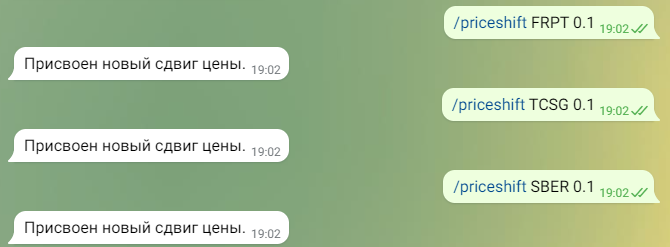 /priceshift FRPT 0.1 19:02
Присвоен новый сдвиг цены. 19:02
/priceshift TCSG 0.1 19:02
Присвоен новый сдвиг цены. 19:02
/priceshift SBER 0.1 19:02
Присвоен новый сдвиг цены. 19:02